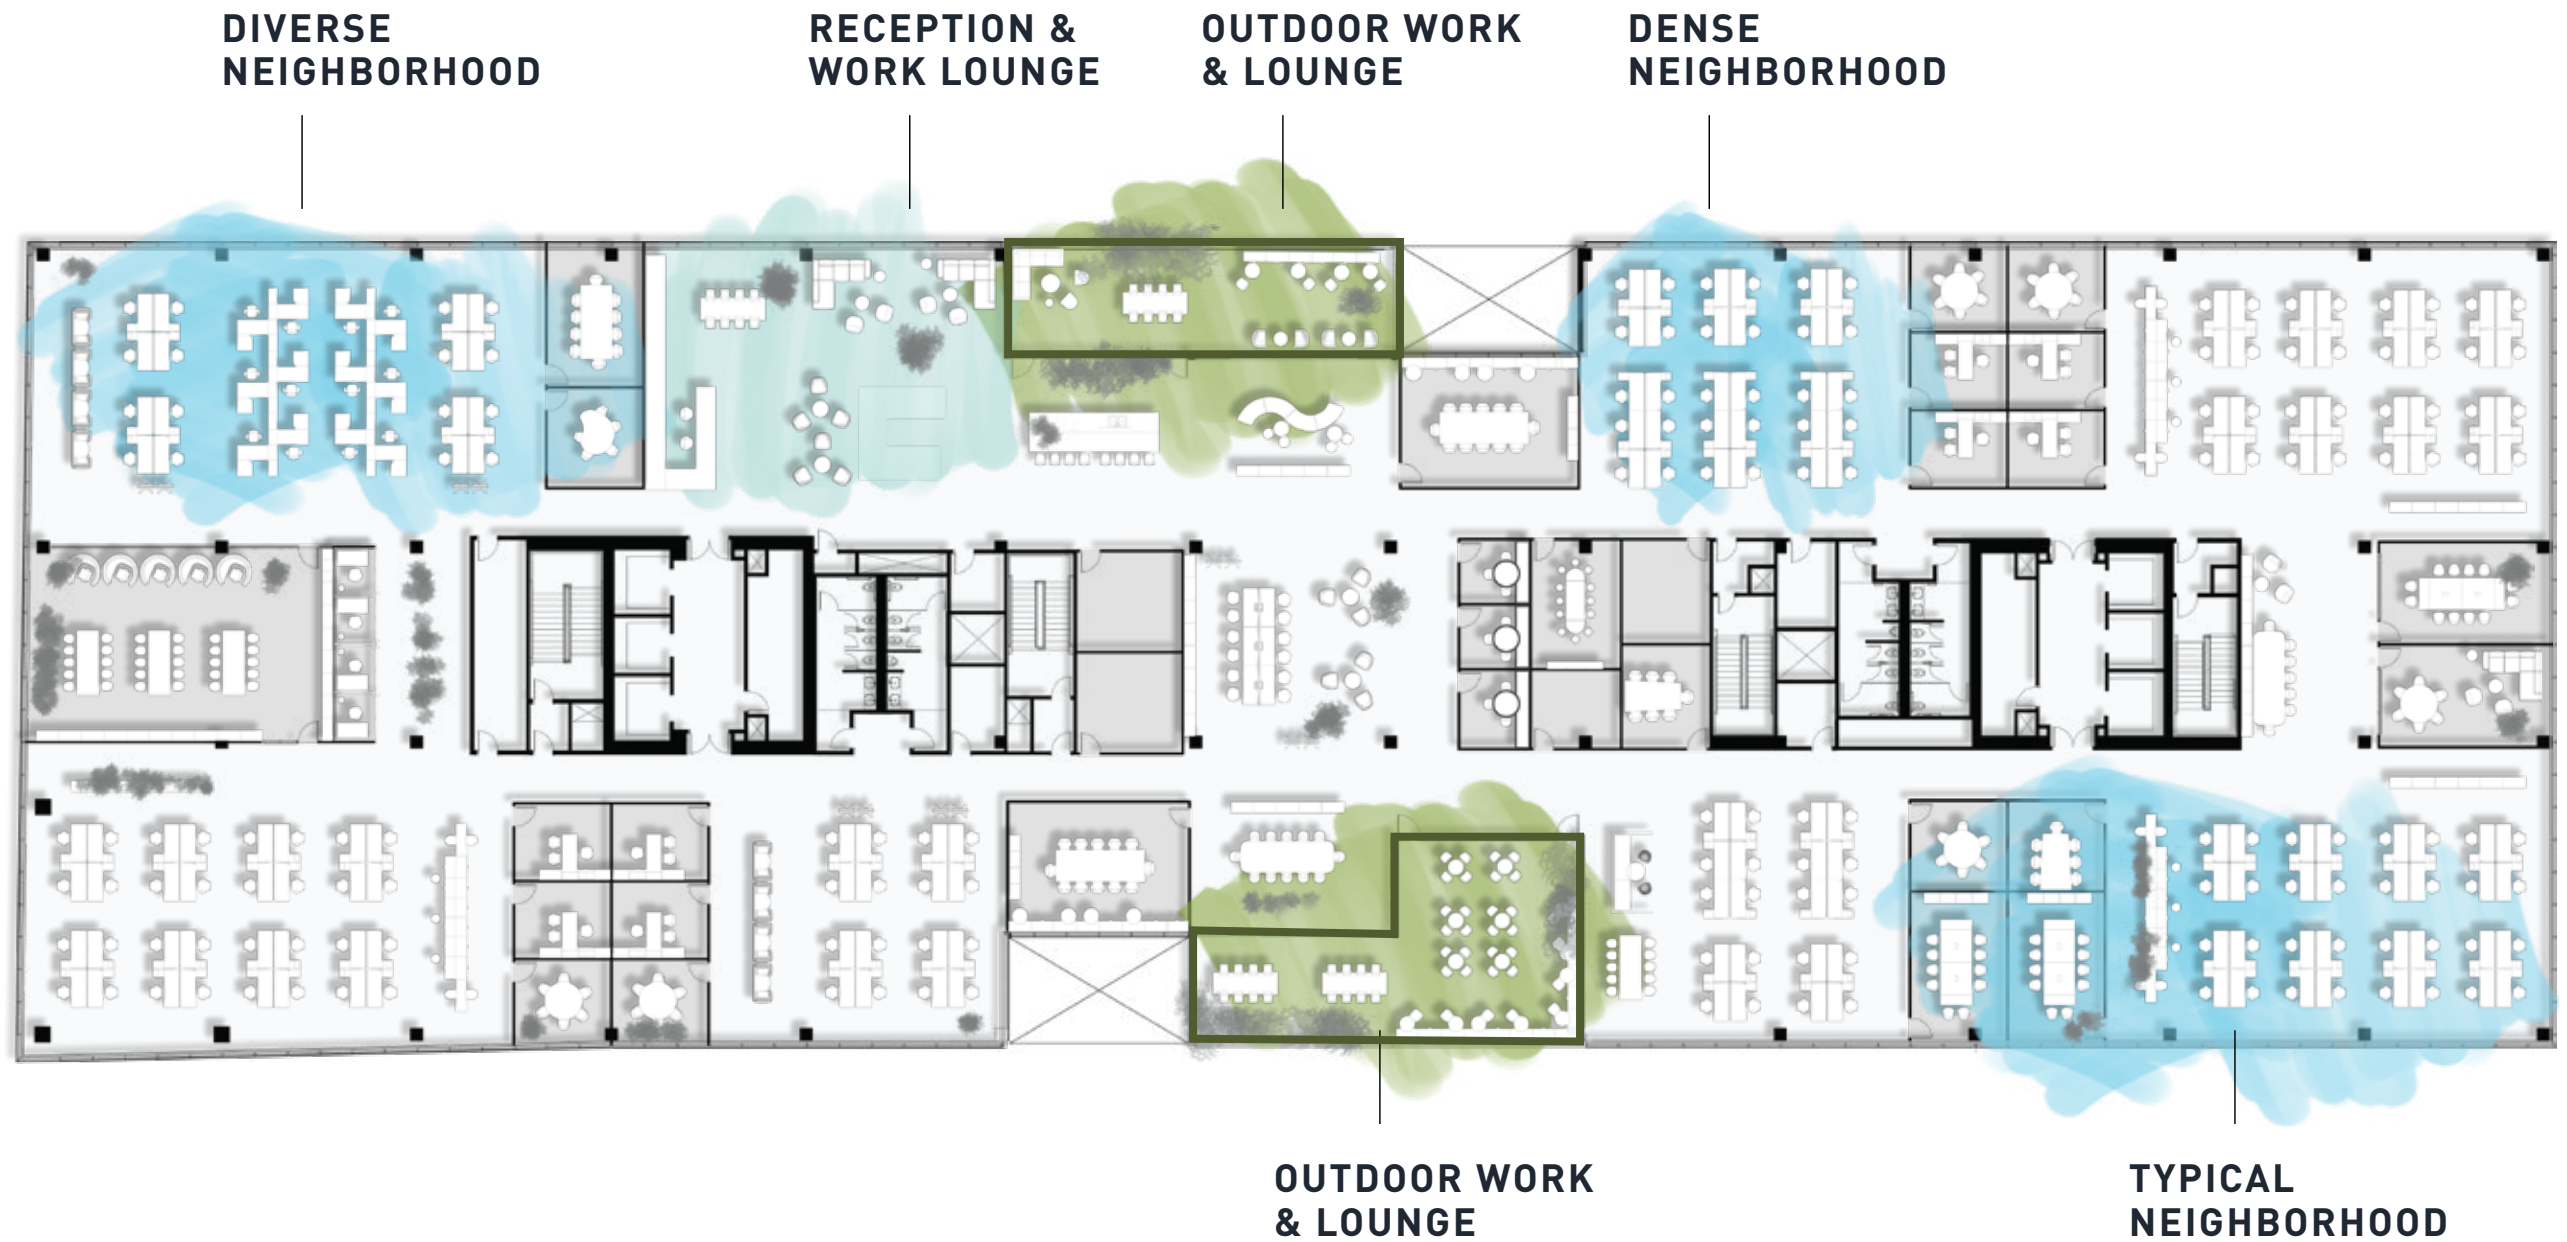 DIVERSE
NEIGHBORHOOD
RECEPTION &
WORK LOUNGE
OUTDOOR WORK
& LOUNGE
DENSE
NEIGHBORHOOD
OUTDOOR WORK
& LOUNGE
TYPICAL
NEIGHBORHOOD